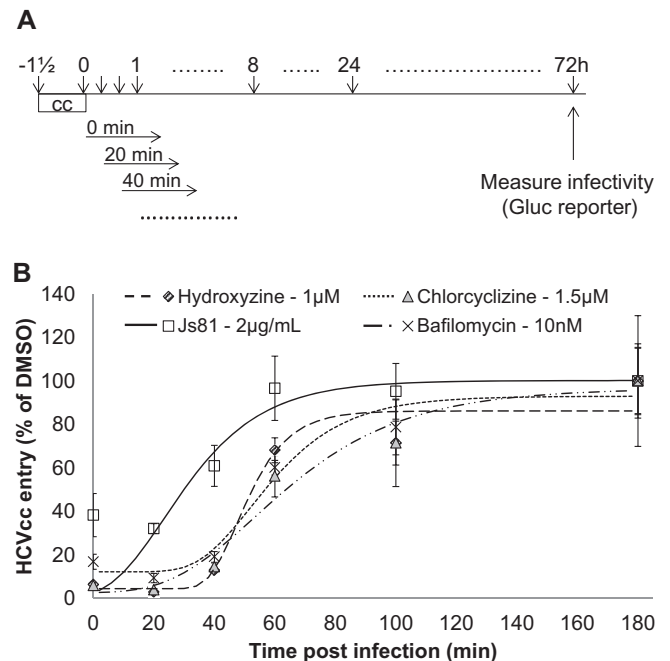 A
-1½ 0 1 ........ 8 ...... 24 .................................. 72h
cc
0 min
20 min
40 min
................
Measure infectivity
(Gluc reporter)
B
Hydroxyzine - 1µM
Chlorcyclizine - 1.5µM
Js81 - 2µg/mL
Bafilomycin - 10nM
HCVcc entry (% of DMSO)
140
120
100
80
60
40
20
0
0 20 40 60 80 100 120 140 160 180
Time post infection (min)